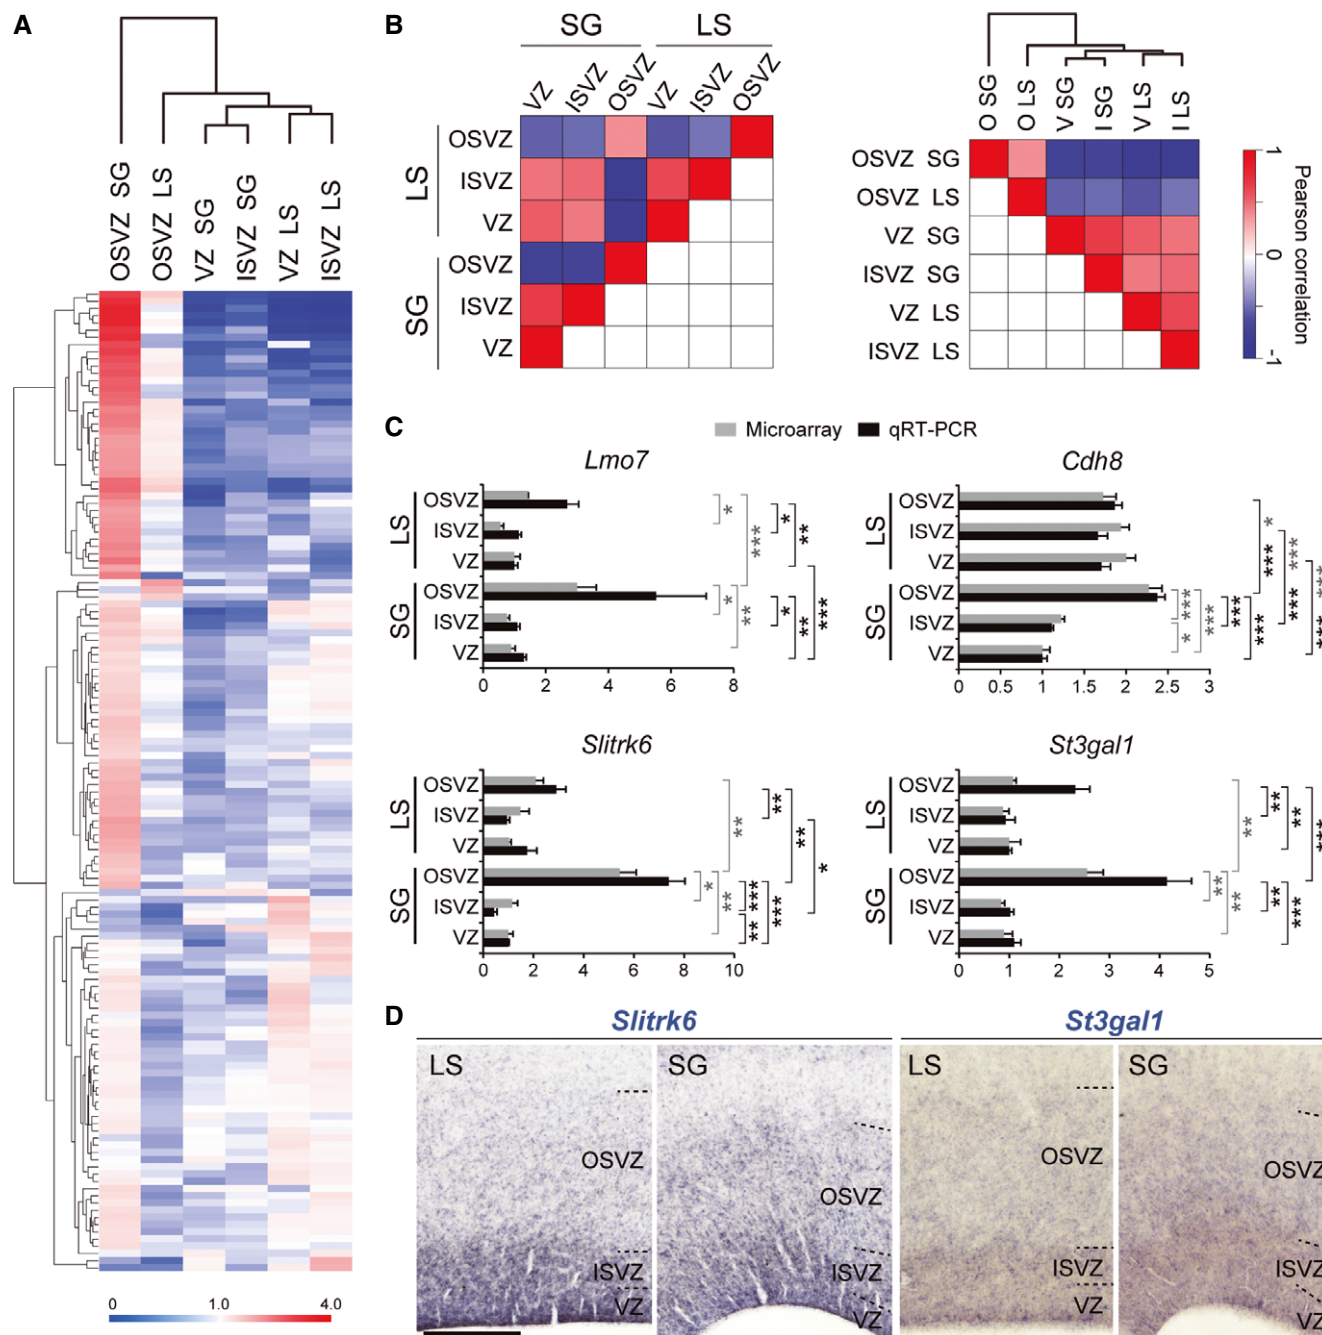 A
OSVZ SG
OSVZ LS
VZ SG
ISVZ SG
VZ LS
ISVZ LS
0 1.0 4.0
B
SG LS
VZ ISVZ OSVZ VZ ISVZ OSVZ
LS
OSVZ
ISVZ
VZ
SG
OSVZ
ISVZ
VZ
O SG
O LS
V SG
I SG
V LS
I LS
OSVZ SG
OSVZ LS
VZ SG
ISVZ SG
VZ LS
ISVZ LS
1
0
-1
Pearson correlation
C
Microarray qRT-PCR
Lmo7
LS
OSVZ
ISVZ
VZ
SG
OSVZ
ISVZ
VZ
0 2 4 6 8
* *** * ** * ** * ** ***
Cdh8
LS
OSVZ
ISVZ
VZ
SG
OSVZ
ISVZ
VZ
0 0.5 1 1.5 2 2.5 3
* *** *** *** *** *** *** * *** *** ***
Slitrk6
LS
OSVZ
ISVZ
VZ
SG
OSVZ
ISVZ
VZ
0 2 4 6 8 10
** ** ** * * ** *** ** ***
St3gal1
LS
OSVZ
ISVZ
VZ
SG
OSVZ
ISVZ
VZ
0 1 2 3 4 5
** ** ** *** ** ** ** ***
D
Slitrk6 St3gal1
LS
OSVZ
ISVZ
VZ
SG
OSVZ
ISVZ
VZ
LS
OSVZ
ISVZ
VZ
SG
OSVZ
ISVZ
VZ